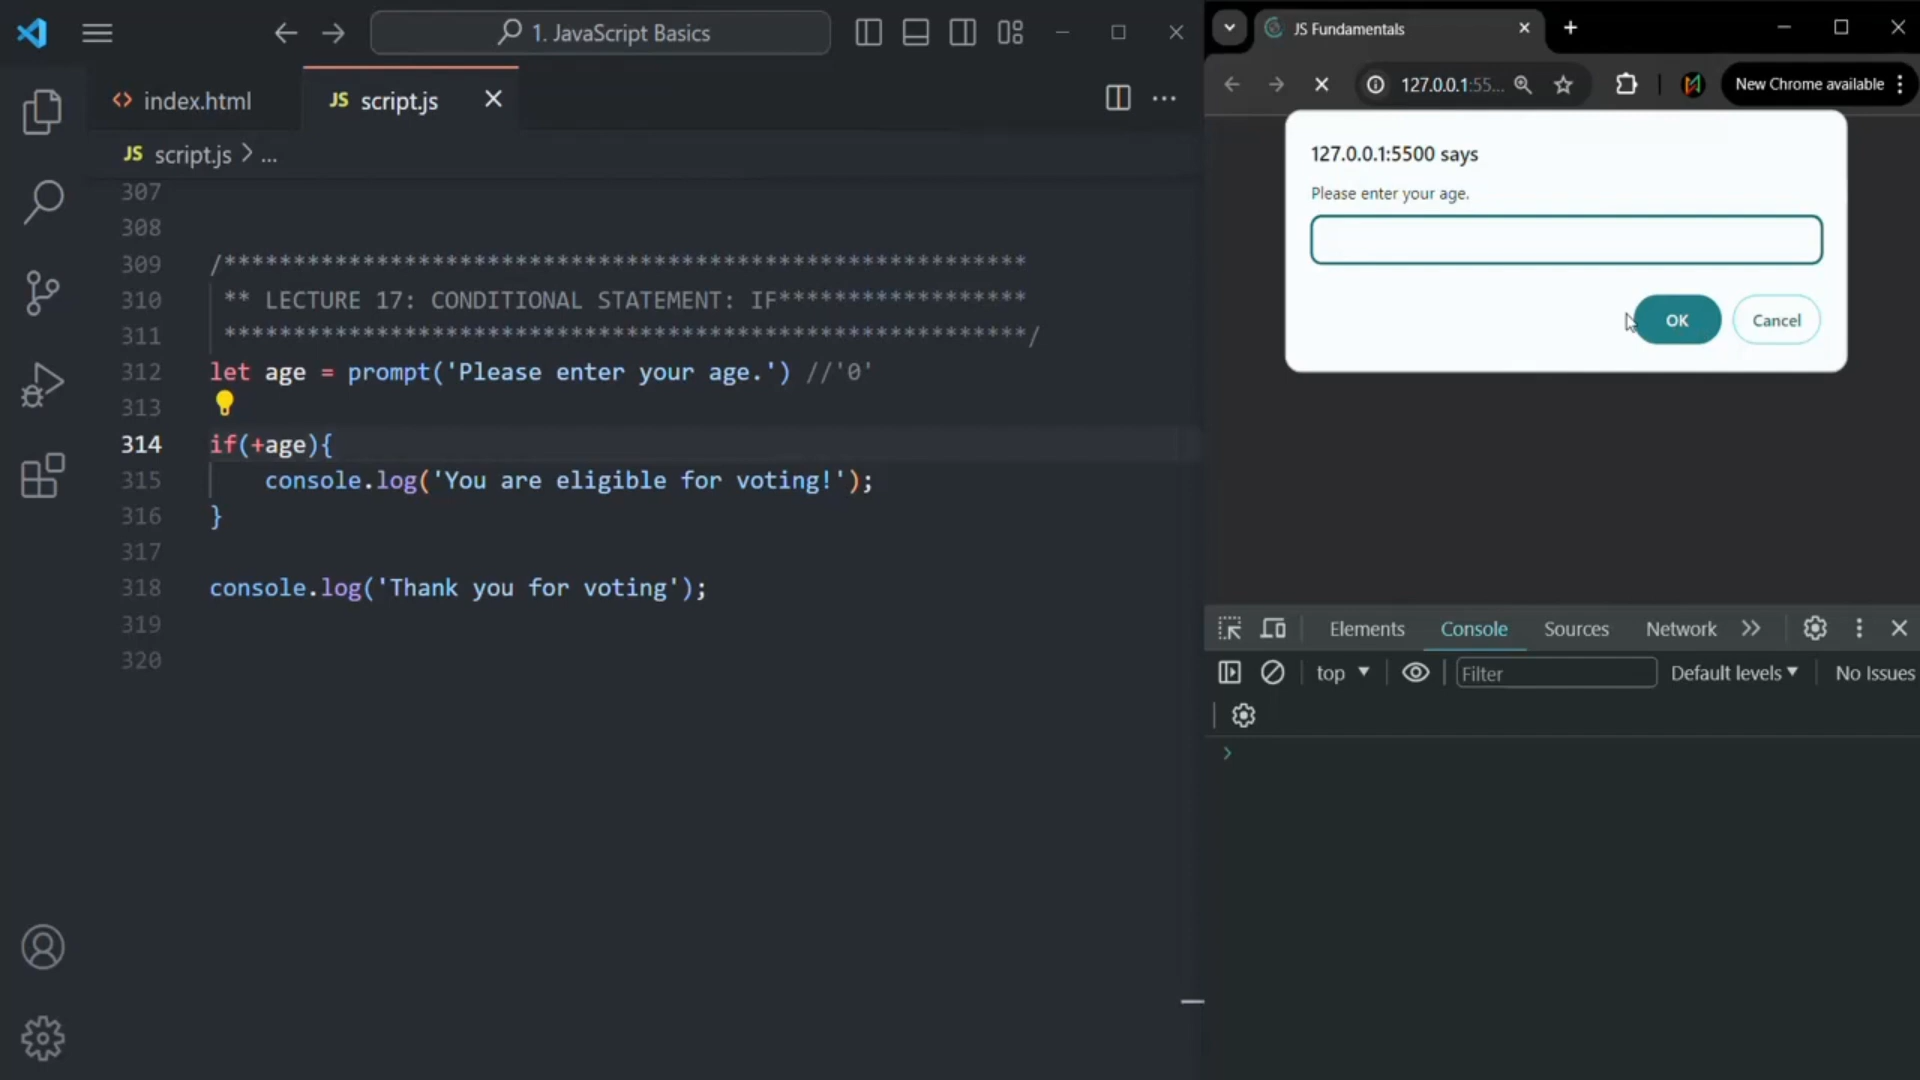 1. JavaScript Basics
index.html
JS script.js
JS script.js > ...
307
308
309 /**********************************************************
310 ** LECTURE 17: CONDITIONAL STATEMENT: IF******************
311 **********************************************************/
312 let age = prompt('Please enter your age.') //'0'
313
314 if(+age){
315 console.log('You are eligible for voting!');
316 }
317
318 console.log('Thank you for voting');
319
320
JS Fundamentals
127.0.0.1:55...
New Chrome available
127.0.0.1:5500 says
Please enter your age.
OK Cancel
Elements Console Sources Network
top Filter Default levels No Issues